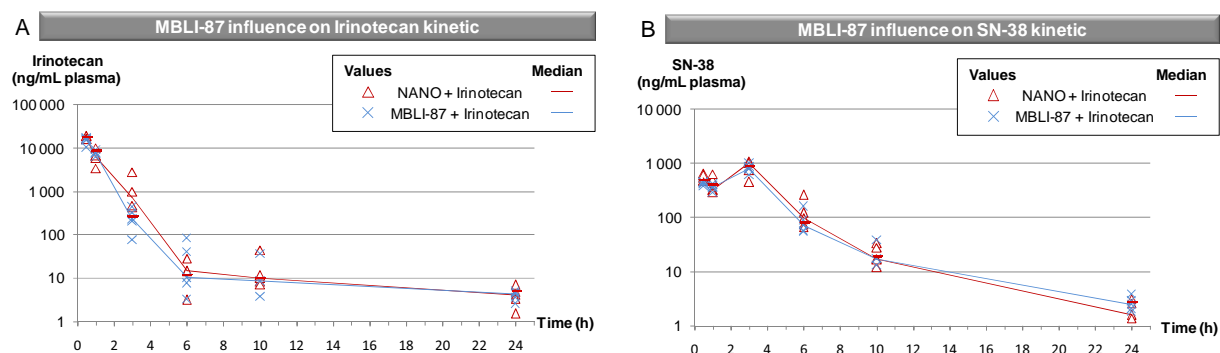 A
MBLI-87 influence on Irinotecan kinetic
Irinotecan
(ng/mL plasma)
Values Median
NANO + Irinotecan
MBLI-87 + Irinotecan
100 000
10 000
1 000
100
10
1
0 2 4 6 8 10 12 14 16 18 20 22 24
Time (h)
B
MBLI-87 influence on SN-38 kinetic
SN-38
(ng/mL plasma)
Values Median
NANO + Irinotecan
MBLI-87 + Irinotecan
10 000
1 000
100
10
1
0 2 4 6 8 10 12 14 16 18 20 22 24
Time (h)